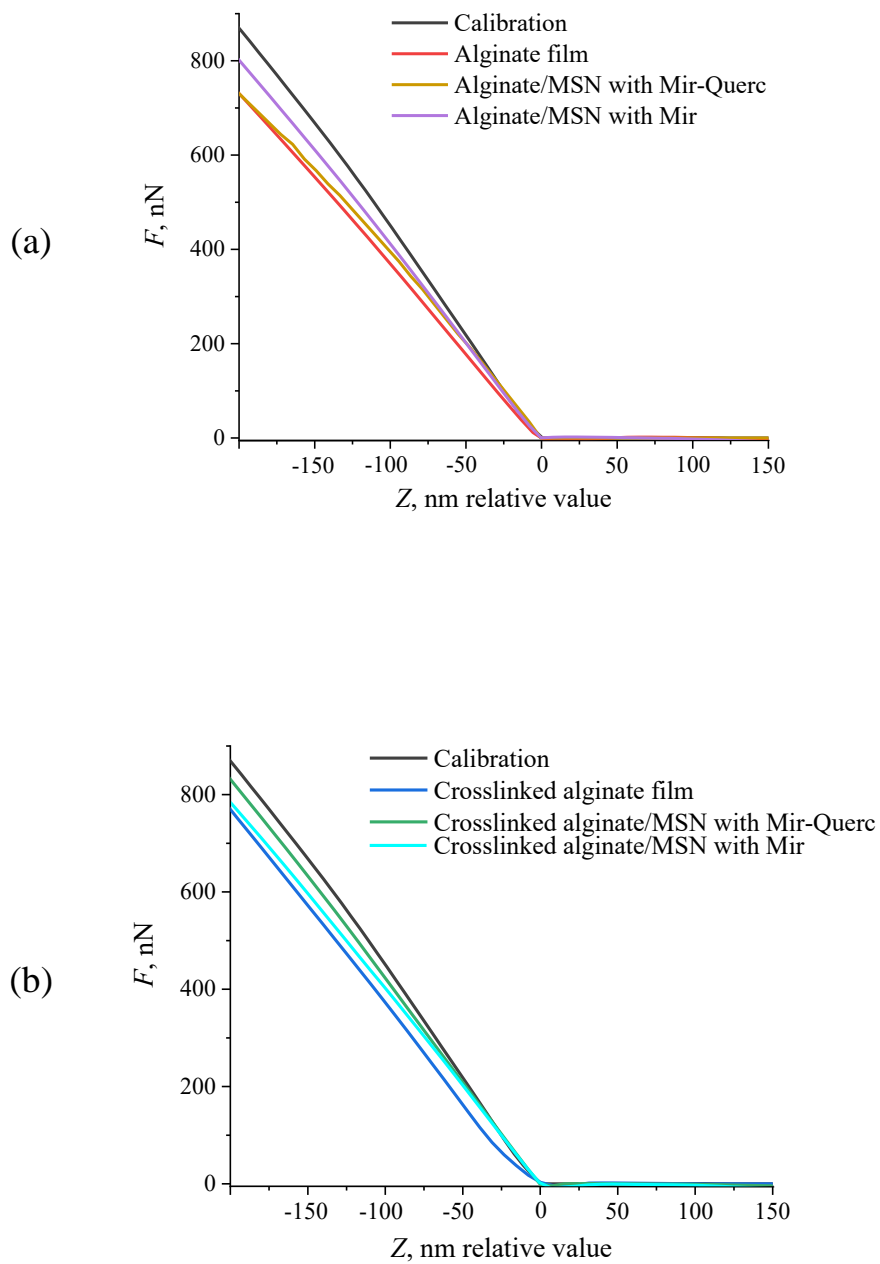 Calibration
Alginate film
Alginate/MSN with Mir-Querc
Alginate/MSN with Mir
800
600
400
200
0
F, nN
(a)
-150 -100 -50 0 50 100 150
Z, nm relative value
Calibration
Crosslinked alginate film
Crosslinked alginate/MSN with Mir-Querc
Crosslinked alginate/MSN with Mir
800
600
400
200
0
F, nN
(b)
-150 -100 -50 0 50 100 150
Z, nm relative value